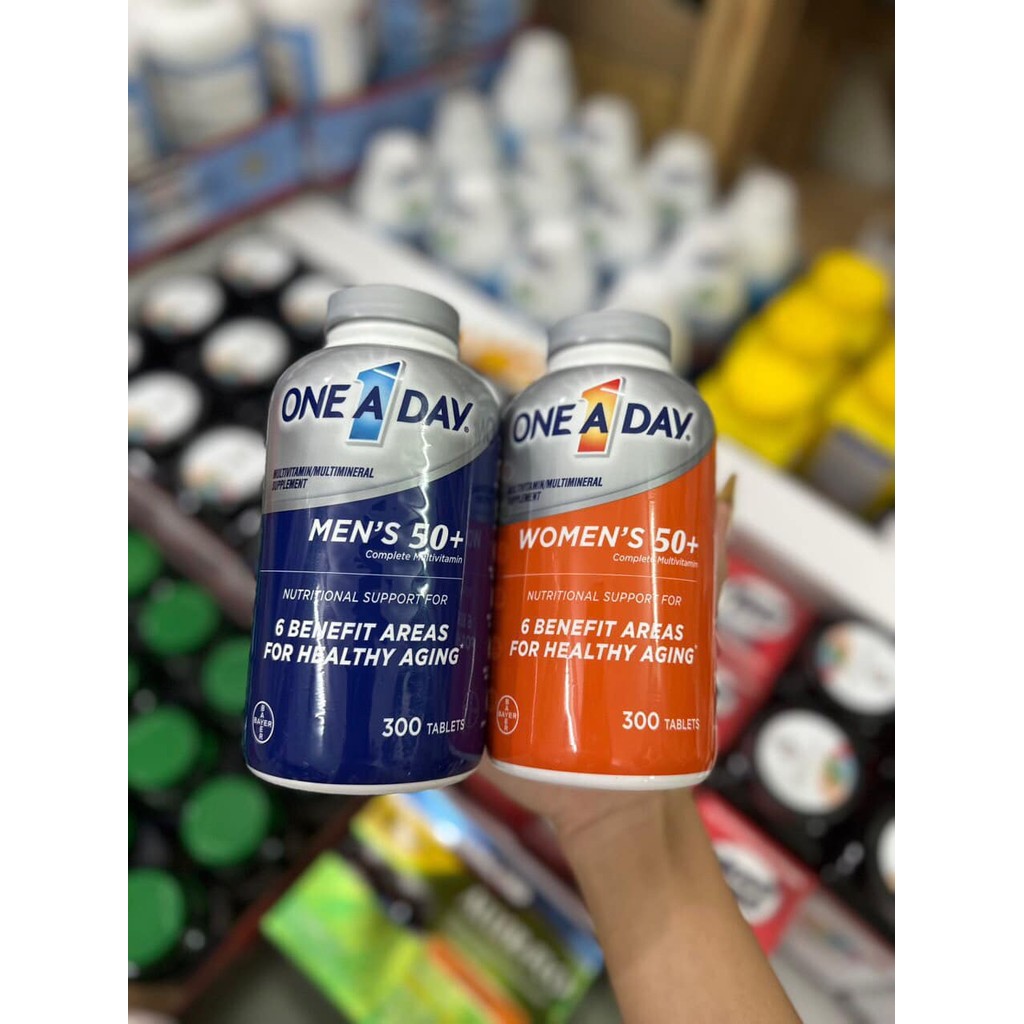 ONE A DAY®
MULTIVITAMIN/MULTIMINERAL
SUPPLEMENT
MEN'S 50+
Complete Multivitamin
NUTRITIONAL SUPPORT FOR
6 BENEFIT AREAS
FOR HEALTHY AGING*
BAYER
BAYER
300 TABLETS
ONE A DAY®
MULTIVITAMIN/MULTIMINERAL
SUPPLEMENT
WOMEN'S 50+
Complete Multivitamin
NUTRITIONAL SUPPORT FOR
6 BENEFIT AREAS
FOR HEALTHY AGING*
BAYER
BAYER
300 TABLETS